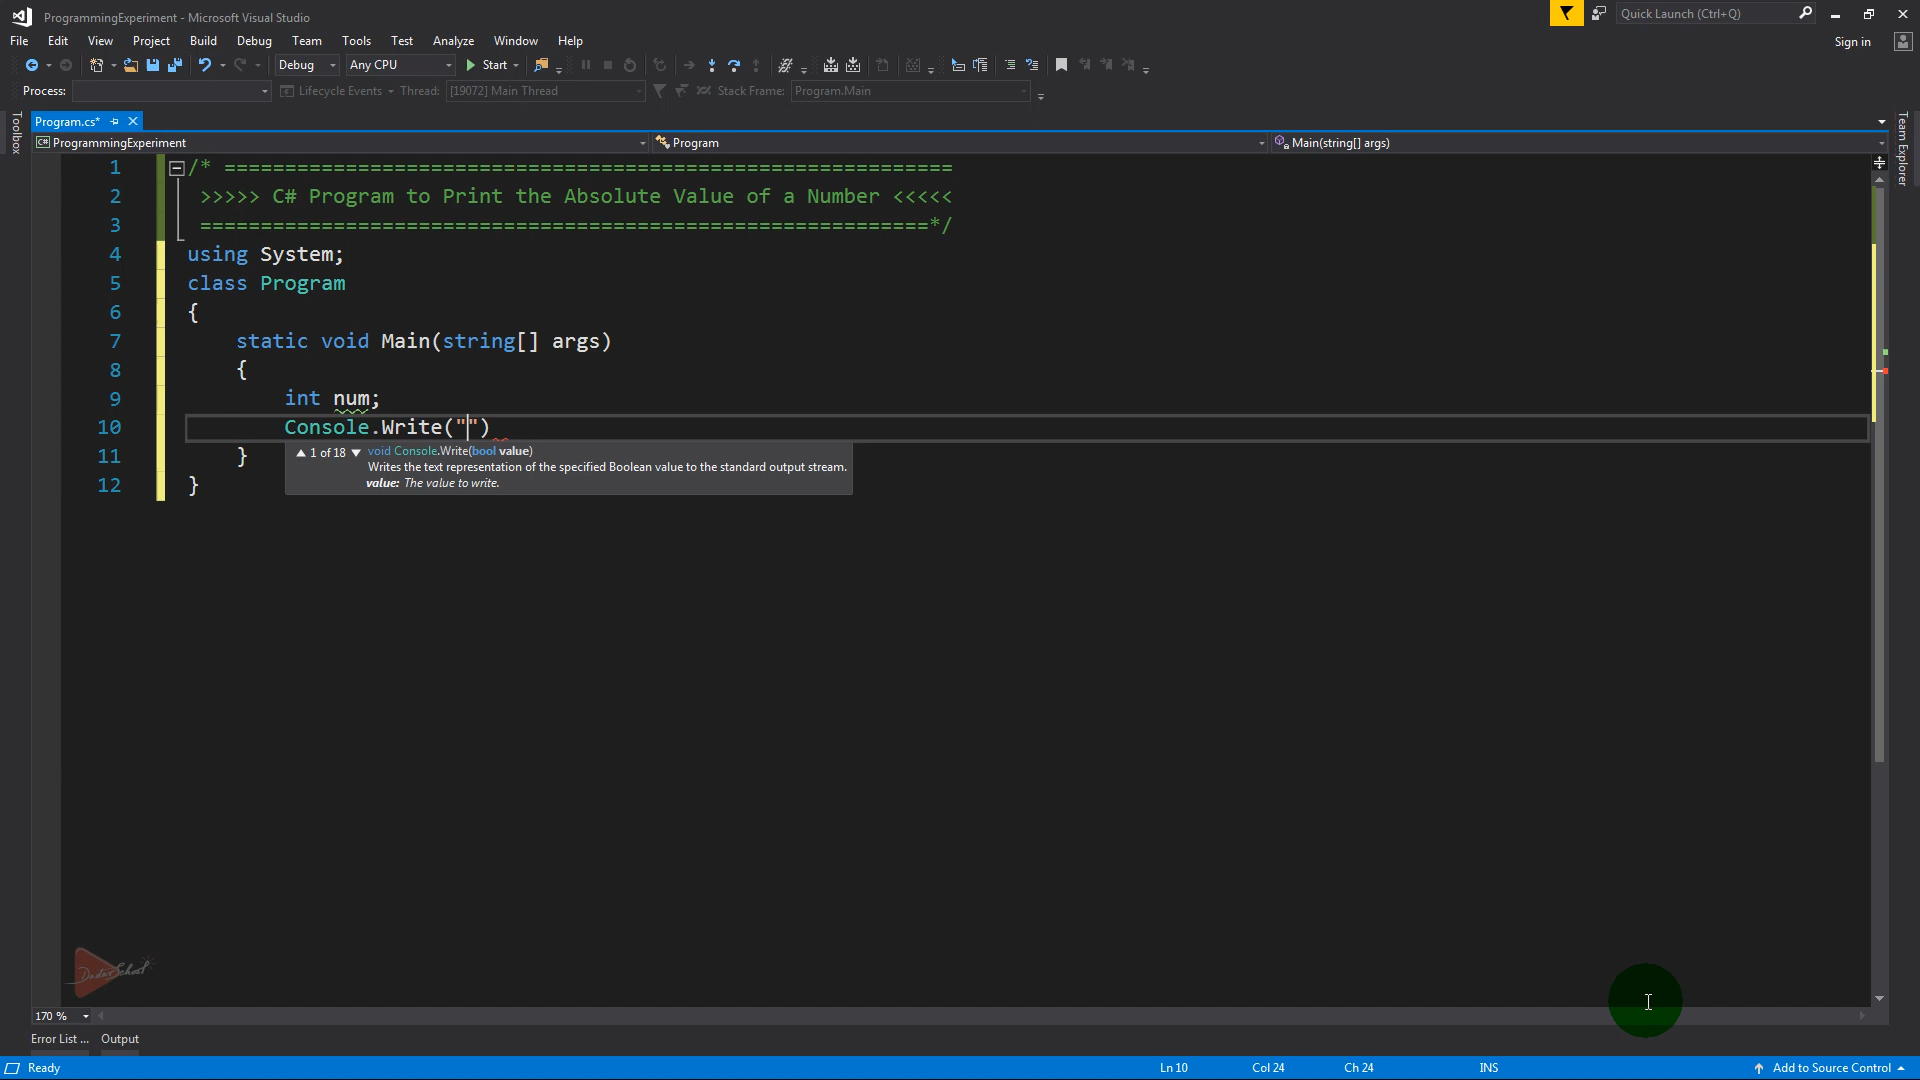 ProgrammingExperiment - Microsoft Visual Studio
Quick Launch (Ctrl+Q)
File Edit View Project Build Debug Team Tools Test Analyze Window Help
Sign in
Debug Any CPU Start
Process: Lifecycle Events Thread: [19072] Main Thread Stack Frame: Program.Main
Toolbox
Program.cs*
Team Explorer
C# ProgrammingExperiment Program Main(string[] args)
1 /* ============================================================
2 >>>>> C# Program to Print the Absolute Value of a Number <<<<<
3 ============================================================*/
4 using System;
5 class Program
6 {
7 static void Main(string[] args)
8 {
9 int num;
10 Console.Write("")
11 }
12 }
1 of 18 void Console.Write(bool value)
Writes the text representation of the specified Boolean value to the standard output stream.
value: The value to write.
170 %
Error List ... Output
Ready Ln 10 Col 24 Ch 24 INS Add to Source Control